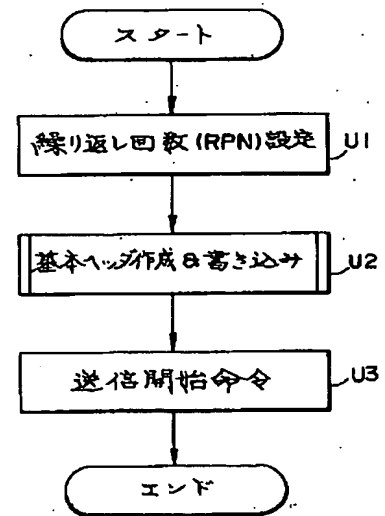 スタート
繰り返し回数(RPN)設定
U1
基本ヘッダ作成&書き込み
U2
送信開始命令
U3
エンド